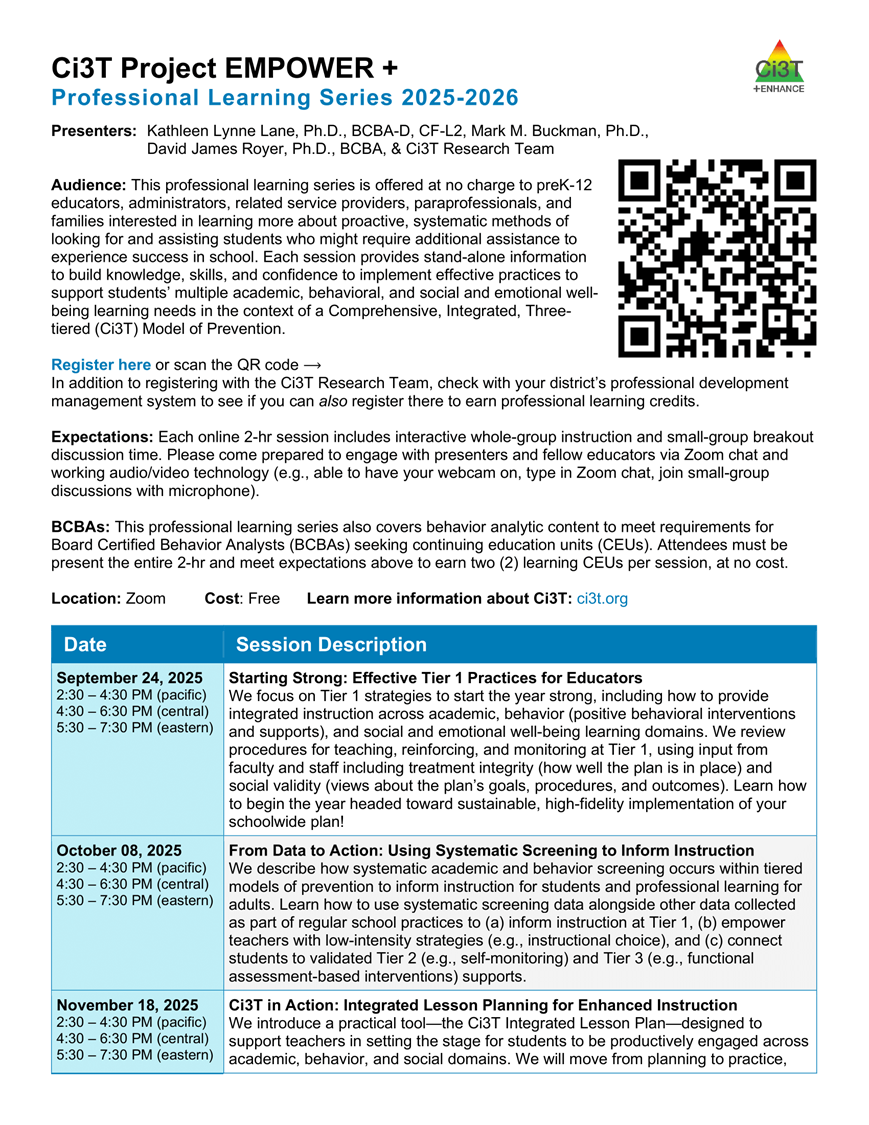 Ci3T Project EMPOWER +
Professional Learning Series 2025-2026
Ci3T
+ENHANCE
Presenters: Kathleen Lynne Lane, Ph.D., BCBA-D, CF-L2, Mark M. Buckman, Ph.D.,
David James Royer, Ph.D., BCBA, & Ci3T Research Team
Audience: This professional learning series is offered at no charge to preK-12
educators, administrators, related service providers, paraprofessionals, and
families interested in learning more about proactive, systematic methods of
looking for and assisting students who might require additional assistance to
experience success in school. Each session provides stand-alone information
to build knowledge, skills, and confidence to implement effective practices to
support students’ multiple academic, behavioral, and social and emotional well-
being learning needs in the context of a Comprehensive, Integrated, Three-
tiered (Ci3T) Model of Prevention.
Register here or scan the QR code →
In addition to registering with the Ci3T Research Team, check with your district’s professional development
management system to see if you can also register there to earn professional learning credits.
Expectations: Each online 2-hr session includes interactive whole-group instruction and small-group breakout
discussion time. Please come prepared to engage with presenters and fellow educators via Zoom chat and
working audio/video technology (e.g., able to have your webcam on, type in Zoom chat, join small-group
discussions with microphone).
BCBAs: This professional learning series also covers behavior analytic content to meet requirements for
Board Certified Behavior Analysts (BCBAs) seeking continuing education units (CEUs). Attendees must be
present the entire 2-hr and meet expectations above to earn two (2) learning CEUs per session, at no cost.
Location: Zoom Cost: Free Learn more information about Ci3T: ci3t.org
Date Session Description
September 24, 2025
2:30 – 4:30 PM (pacific)
4:30 – 6:30 PM (central)
5:30 – 7:30 PM (eastern)
Starting Strong: Effective Tier 1 Practices for Educators
We focus on Tier 1 strategies to start the year strong, including how to provide
integrated instruction across academic, behavior (positive behavioral interventions
and supports), and social and emotional well-being learning domains. We review
procedures for teaching, reinforcing, and monitoring at Tier 1, using input from
faculty and staff including treatment integrity (how well the plan is in place) and
social validity (views about the plan’s goals, procedures, and outcomes). Learn how
to begin the year headed toward sustainable, high-fidelity implementation of your
schoolwide plan!
October 08, 2025
2:30 – 4:30 PM (pacific)
4:30 – 6:30 PM (central)
5:30 – 7:30 PM (eastern)
From Data to Action: Using Systematic Screening to Inform Instruction
We describe how systematic academic and behavior screening occurs within tiered
models of prevention to inform instruction for students and professional learning for
adults. Learn how to use systematic screening data alongside other data collected
as part of regular school practices to (a) inform instruction at Tier 1, (b) empower
teachers with low-intensity strategies (e.g., instructional choice), and (c) connect
students to validated Tier 2 (e.g., self-monitoring) and Tier 3 (e.g., functional
assessment-based interventions) supports.
November 18, 2025
2:30 – 4:30 PM (pacific)
4:30 – 6:30 PM (central)
5:30 – 7:30 PM (eastern)
Ci3T in Action: Integrated Lesson Planning for Enhanced Instruction
We introduce a practical tool—the Ci3T Integrated Lesson Plan—designed to
support teachers in setting the stage for students to be productively engaged across
academic, behavior, and social domains. We will move from planning to practice,